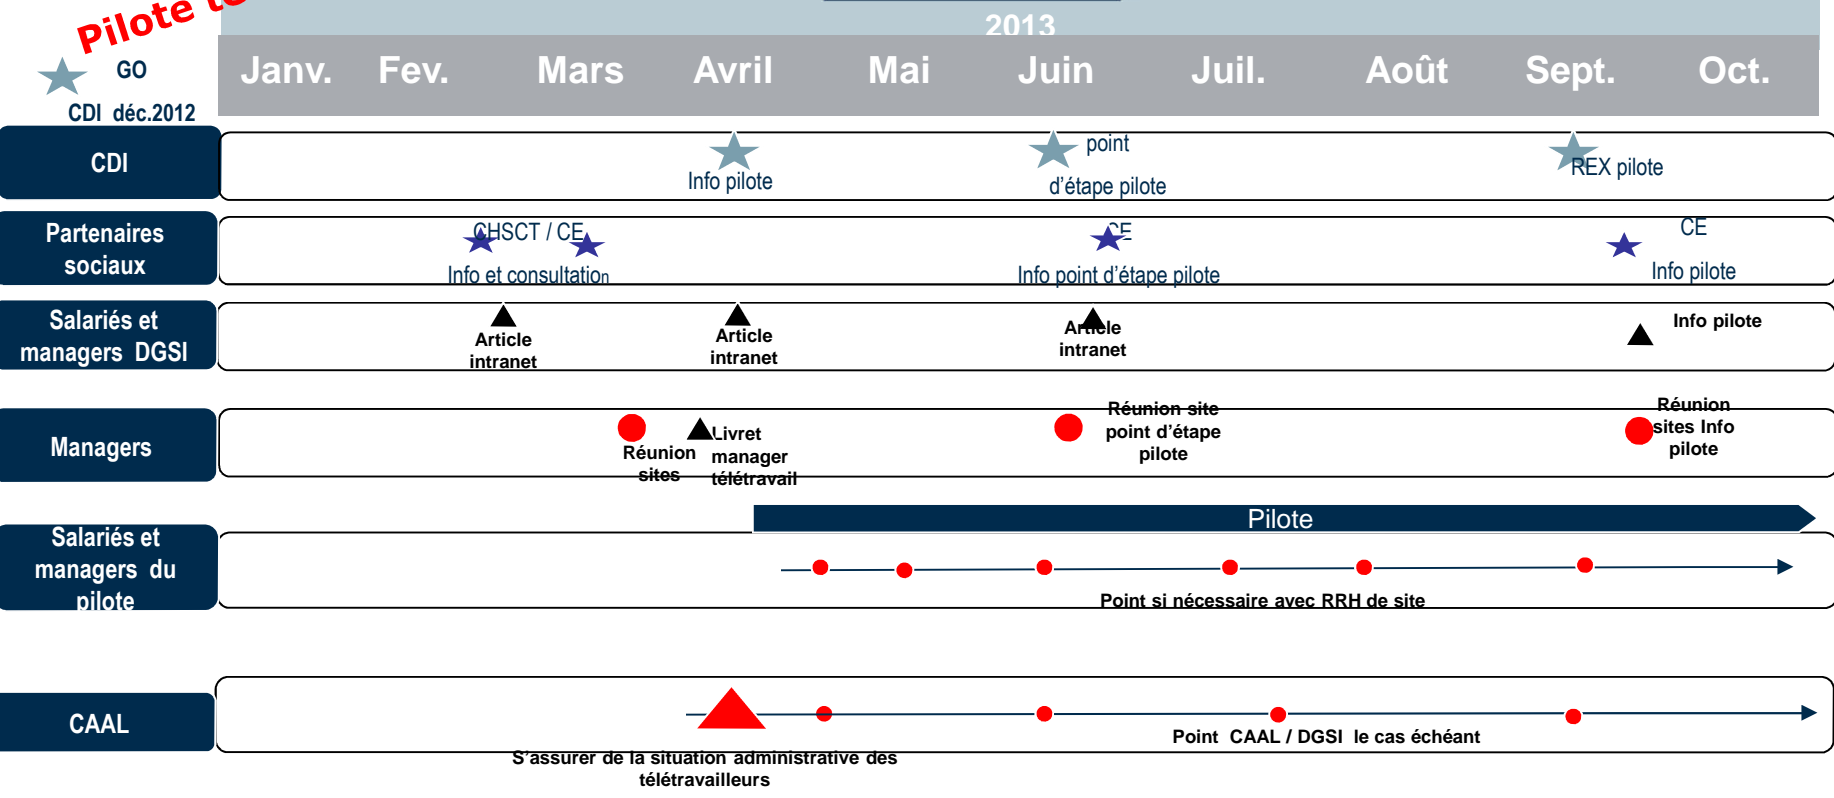 Pilote
2013
Janv. Fev. Mars Avril Mai Juin Juil. Août Sept. Oct.
GO
CDI déc.2012
CDI
Info pilote
point
d'étape pilote
REX pilote
Partenaires
sociaux
CHSCT / CE
Info et consultation
CE
Info point d'étape pilote
CE
Info pilote
Salariés et
managers DGSI
Article
intranet
Article
intranet
Article
intranet
Info pilote
Managers
Réunion
sites
Livret
manager
télétravail
Réunion site
point d'étape
pilote
Réunion
sites Info
pilote
Pilote
Salariés et
managers du
pilote
Point si nécessaire avec RRH de site
CAAL
S'assurer de la situation administrative des
télétravailleurs
Point CAAL / DGSI le cas échéant